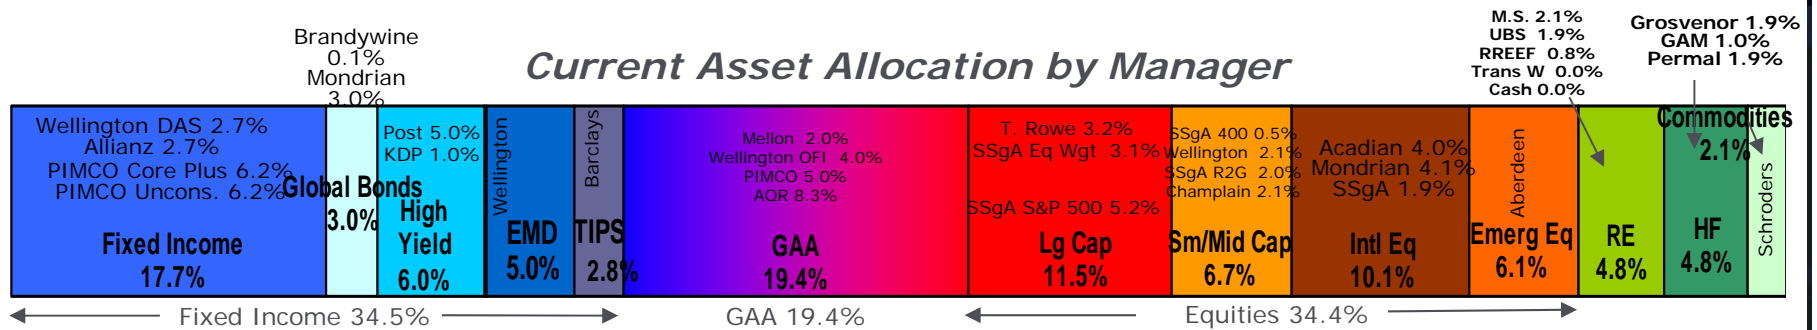 Current Asset Allocation by Manager
Brandywine
0.1%
Mondrian
3.0%
M.S. 2.1%
UBS 1.9%
RREEF 0.8%
Trans W 0.0%
Cash 0.0%
Grosvenor 1.9%
GAM 1.0%
Permal 1.9%
Wellington DAS 2.7%
Allianz 2.7%
PIMCO Core Plus 6.2%
PIMCO Uncons. 6.2%
Fixed Income
17.7%
Global Bonds
3.0%
Post 5.0%
KDP 1.0%
High
Yield
6.0%
Wellington
EMD
5.0%
Barclays
TIPS
2.8%
Mellon 2.0%
Wellington OFI 4.0%
PIMCO 5.0%
AQR 8.3%
GAA
19.4%
T. Rowe 3.2%
SSgA Eq Wgt 3.1%
SSgA S&P 500 5.2%
Lg Cap
11.5%
SSgA 400 0.5%
Wellington 2.1%
SSgA R2G 2.0%
Champlain 2.1%
Sm/Mid Cap
6.7%
Acadian 4.0%
Mondrian 4.1%
SSgA 1.9%
Intl Eq
10.1%
Aberdeen
Emerg Eq
6.1%
RE
4.8%
HF
4.8%
Commodities
2.1%
Schroders
Fixed Income 34.5%
GAA 19.4%
Equities 34.4%